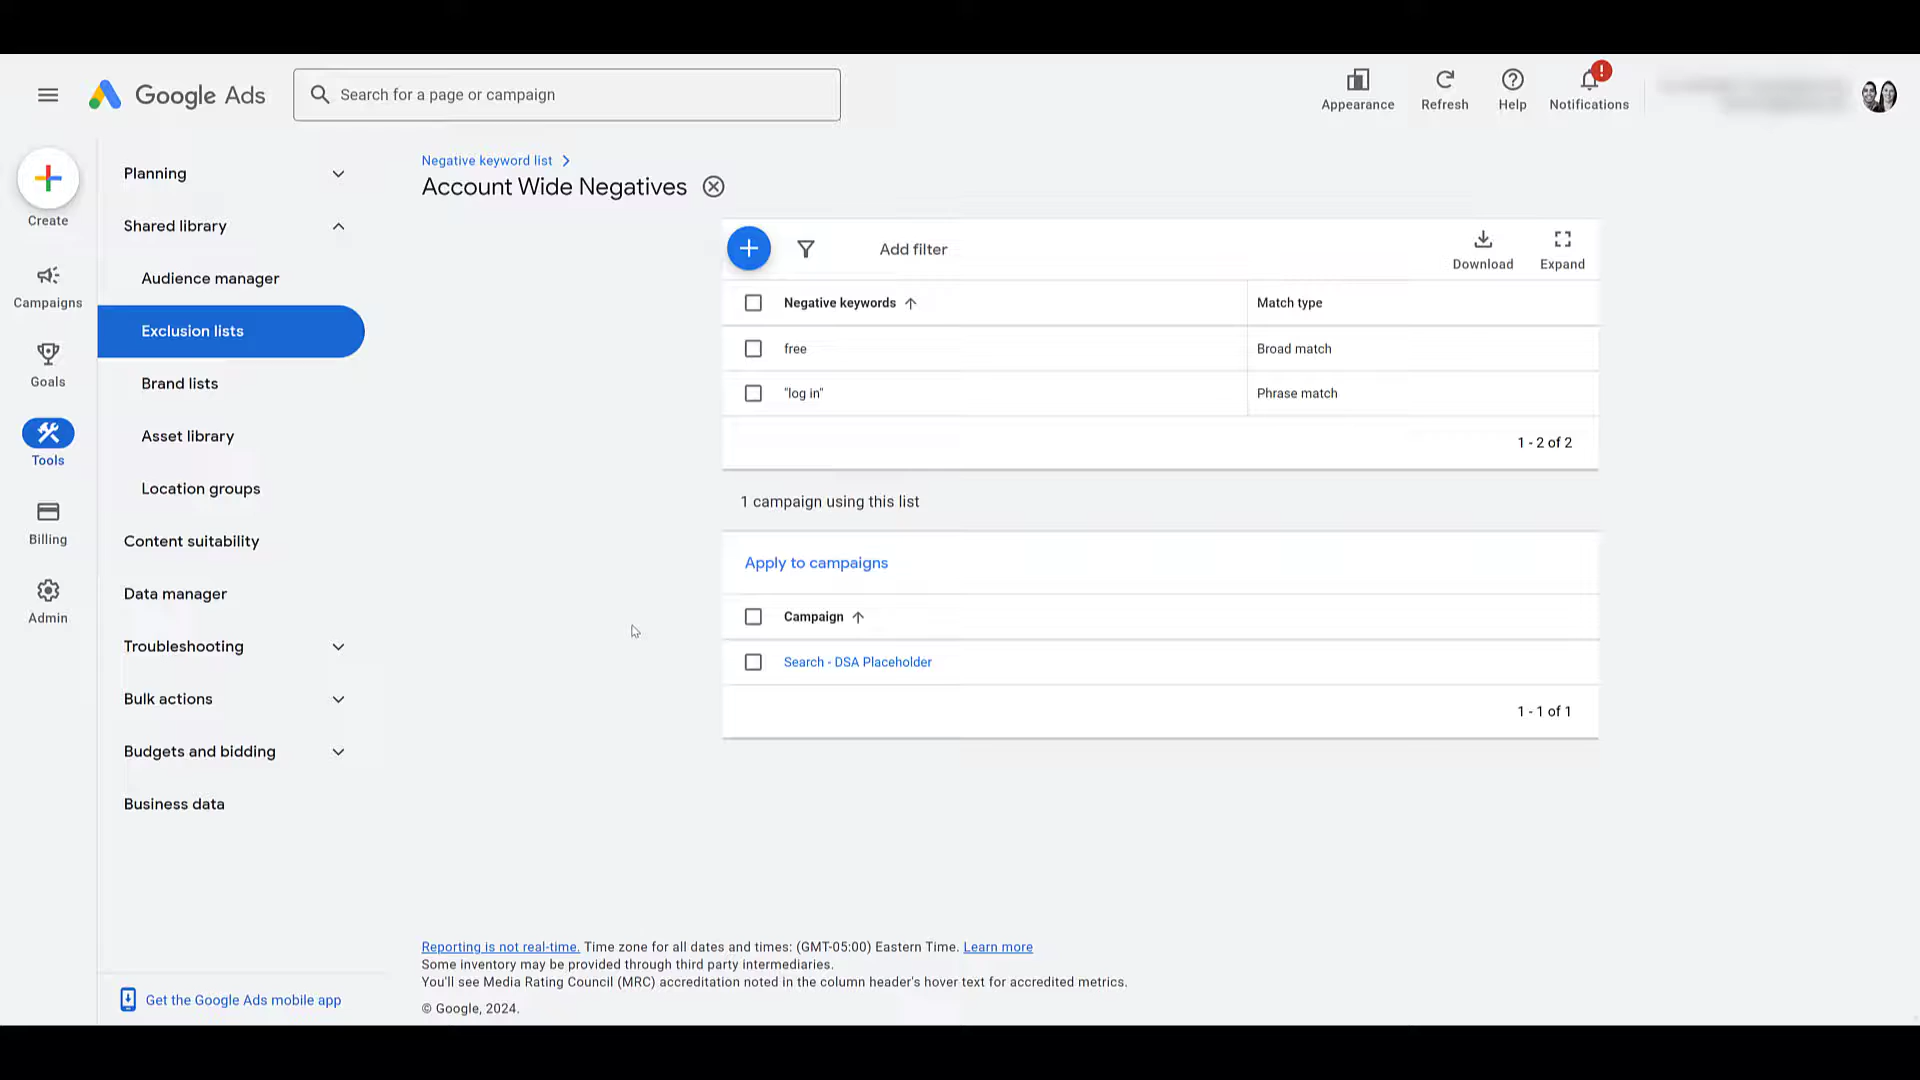 Google Ads
Search for a page or campaign
Appearance
Refresh
Help
!
Notifications
Create
Campaigns
Goals
Tools
Billing
Admin
Planning
Shared library
Audience manager
Exclusion lists
Brand lists
Asset library
Location groups
Content suitability
Data manager
Troubleshooting
Bulk actions
Budgets and bidding
Business data
Get the Google Ads mobile app
Negative keyword list
Account Wide Negatives
Add filter
Download
Expand
Negative keywords Match type
free Broad match
"log in" Phrase match
1 - 2 of 2
1 campaign using this list
Apply to campaigns
Campaign
Search - DSA Placeholder
1 - 1 of 1
Reporting is not real-time. Time zone for all dates and times: (GMT-05:00) Eastern Time. Learn more
Some inventory may be provided through third party intermediaries.
You'll see Media Rating Council (MRC) accreditation noted in the column header's hover text for accredited metrics.
© Google, 2024.